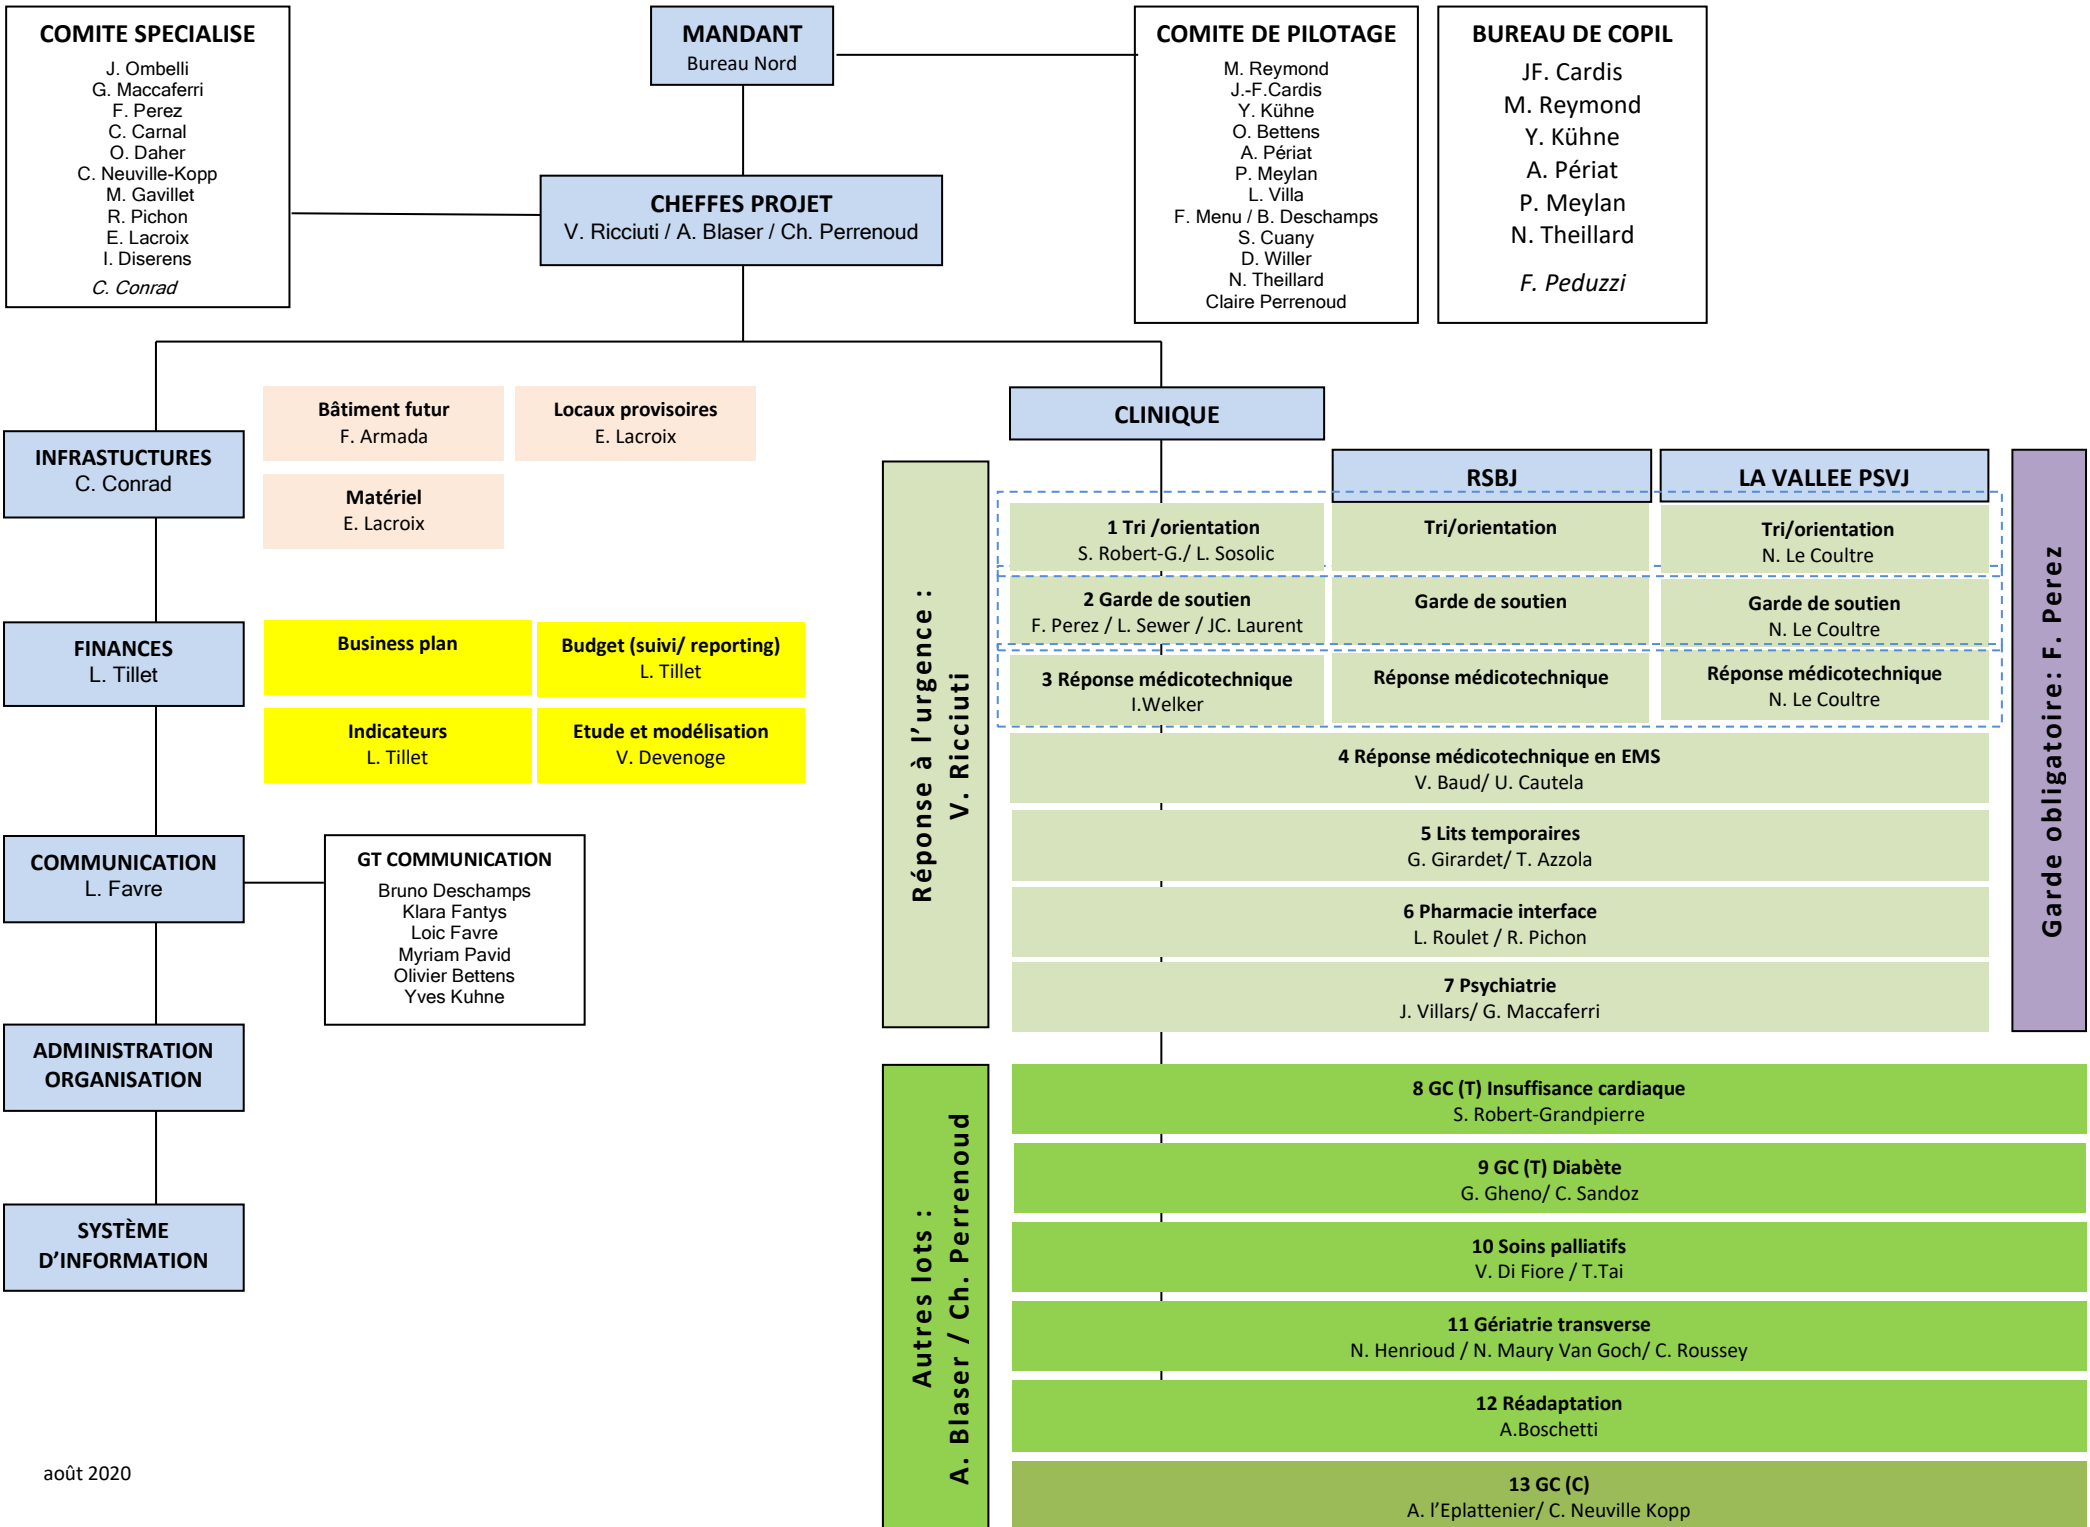 COMITE SPECIALISE
J. Ombelli
G. Maccaferri
F. Perez
C. Carnal
O. Daher
C. Neuville-Kopp
M. Gavillet
R. Pichon
E. Lacroix
I. Diserens
C. Conrad
MANDANT
Bureau Nord
CHEFFES PROJET
V. Ricciuti / A. Blaser / Ch. Perrenoud
COMITE DE PILOTAGE
M. Reymond
J.-F.Cardis
Y. Kühne
O. Bettens
A. Périat
P. Meylan
L. Villa
F. Menu / B. Deschamps
S. Cuany
D. Willer
N. Theillard
Claire Perrenoud
BUREAU DE COPIL
JF. Cardis
M. Reymond
Y. Kühne
A. Périat
P. Meylan
N. Theillard
F. Peduzzi
INFRASTUCTURES
C. Conrad
Bâtiment futur
F. Armada
Locaux provisoires
E. Lacroix
Matériel
E. Lacroix
FINANCES
L. Tillet
Business plan
Budget (suivi/ reporting)
L. Tillet
Indicateurs
L. Tillet
Etude et modélisation
V. Devenoge
COMMUNICATION
L. Favre
GT COMMUNICATION
Bruno Deschamps
Klara Fantys
Loic Favre
Myriam Pavid
Olivier Bettens
Yves Kuhne
ADMINISTRATION
ORGANISATION
SYSTÈME
D'INFORMATION
août 2020
CLINIQUE
RSBJ
LA VALLEE PSVJ
Réponse à l'urgence :
V. Ricciuti
1 Tri /orientation
S. Robert-G./ L. Sosolic
Tri/orientation
Tri/orientation
N. Le Coultre
2 Garde de soutien
F. Perez / L. Sewer / JC. Laurent
Garde de soutien
Garde de soutien
N. Le Coultre
3 Réponse médicotechnique
I.Welker
Réponse médicotechnique
Réponse médicotechnique
N. Le Coultre
4 Réponse médicotechnique en EMS
V. Baud/ U. Cautela
5 Lits temporaires
G. Girardet/ T. Azzola
6 Pharmacie interface
L. Roulet / R. Pichon
7 Psychiatrie
J. Villars/ G. Maccaferri
Garde obligatoire: F. Perez
Autres lots :
A. Blaser / Ch. Perrenoud
8 GC (T) Insuffisance cardiaque
S. Robert-Grandpierre
9 GC (T) Diabète
G. Gheno/ C. Sandoz
10 Soins palliatifs
V. Di Fiore / T.Tai
11 Gériatrie transverse
N. Henrioud / N. Maury Van Goch/ C. Roussey
12 Réadaptation
A.Boschetti
13 GC (C)
A. l'Eplattenier/ C. Neuville Kopp